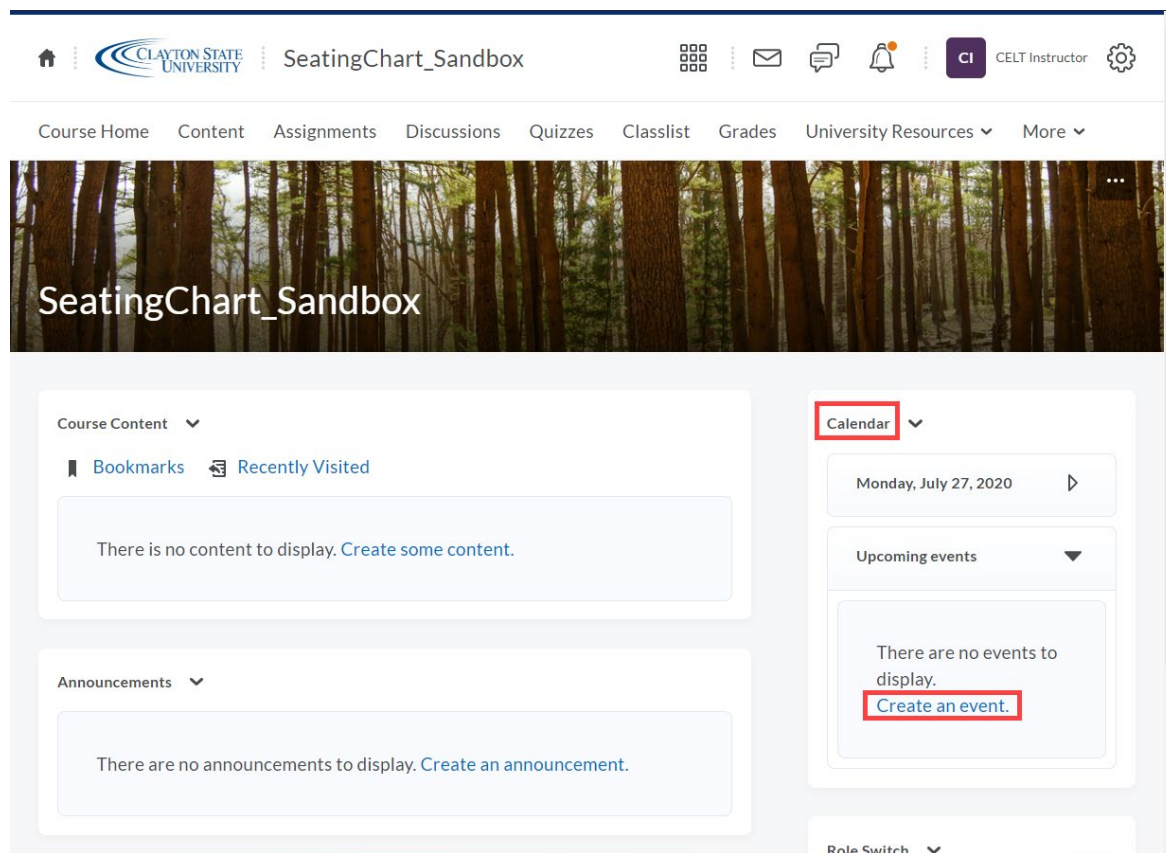 CLAYTON STATE
UNIVERSITY
SeatingChart_Sandbox
CI
CELT Instructor
Course Home Content Assignments Discussions Quizzes Classlist Grades University Resources More
SeatingChart_Sandbox
Course Content
Bookmarks Recently Visited
There is no content to display. Create some content.
Announcements
There are no announcements to display. Create an announcement.
Calendar
Monday, July 27, 2020
Upcoming events
There are no events to
display.
Create an event.
Role Switch